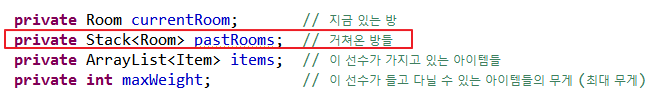 private Room currentRoom; // 지금 있는 방
private Stack<Room> pastRooms; // 거쳐온 방들
private ArrayList<Item> items; // 이 선수가 가지고 있는 아이템들
private int maxWeight; // 이 선수가 들고 다닐 수 있는 아이템들의 무게 (최대 무게)